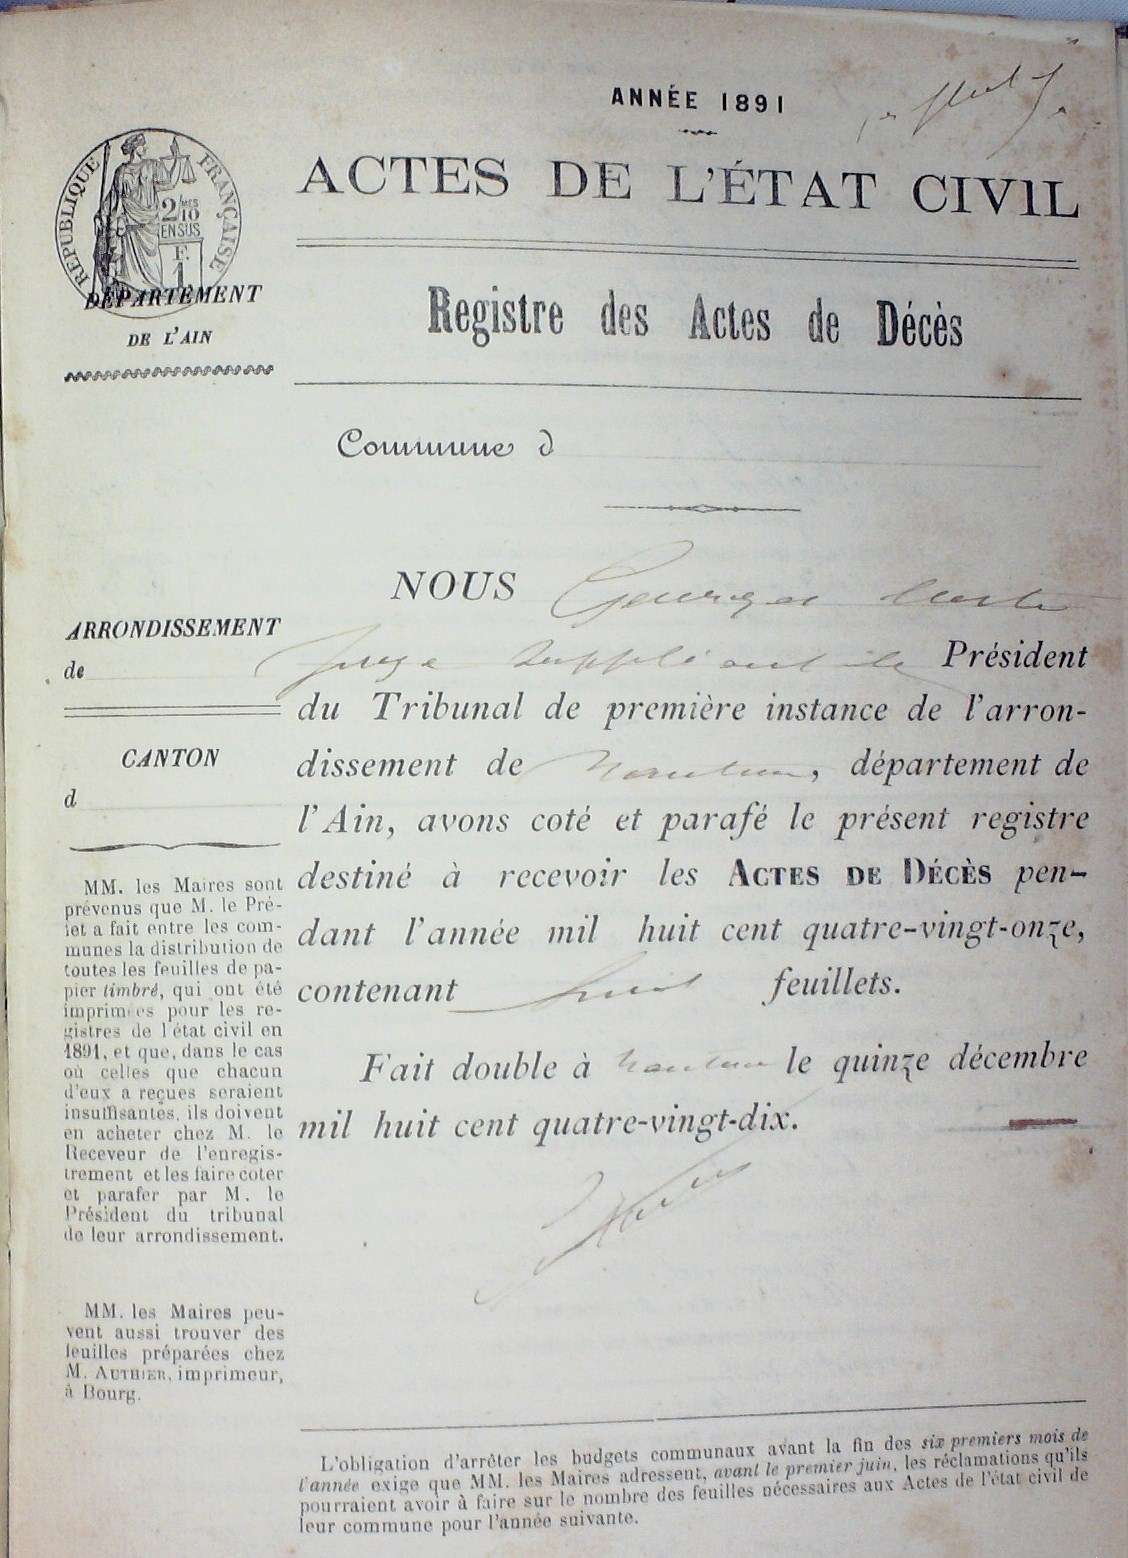 ANNÉE 1891
ACTES DE L'ÉTAT CIVIL
RÉPUBLIQUE FRANÇAISE
2/10 MES
EN SUS
F.
1
DÉPARTEMENT
DE L'AIN
Registre des Actes de Décès
Commune d
ARRONDISSEMENT
de
CANTON
d
MM. les Maires sont
prévenus que M. le Pré-
fet a fait entre les com-
munes la distribution de
toutes les feuilles de pa-
pier timbré, qui ont été
imprimées pour les re-
gistres de l'état civil en
1891, et que, dans le cas
où celles que chacun
d'eux a reçues seraient
insuffisantes, ils doivent
en acheter chez M. le
Receveur de l'enregis-
trement et les faire coter
et parafer par M. le
Président du tribunal
de leur arrondissement.
MM. les Maires peu-
vent aussi trouver des
feuilles préparées chez
M. AUTHIER, imprimeur,
à Bourg.
NOUS Georges
Juge suppléant Président
du Tribunal de première instance de l'arron-
dissement de Nantua, département de
l'Ain, avons coté et parafé le présent registre
destiné à recevoir les ACTES DE DÉCÈS pen-
dant l'année mil huit cent quatre-vingt-onze,
contenant huit feuillets.
Fait double à Nantua le quinze décembre
mil huit cent quatre-vingt-dix.
L'obligation d'arrêter les budgets communaux avant la fin des six premiers mois de
l'année exige que MM. les Maires adressent, avant le premier juin, les réclamations qu'ils
pourraient avoir à faire sur le nombre des feuilles nécessaires aux Actes de l'état civil de
leur commune pour l'année suivante.